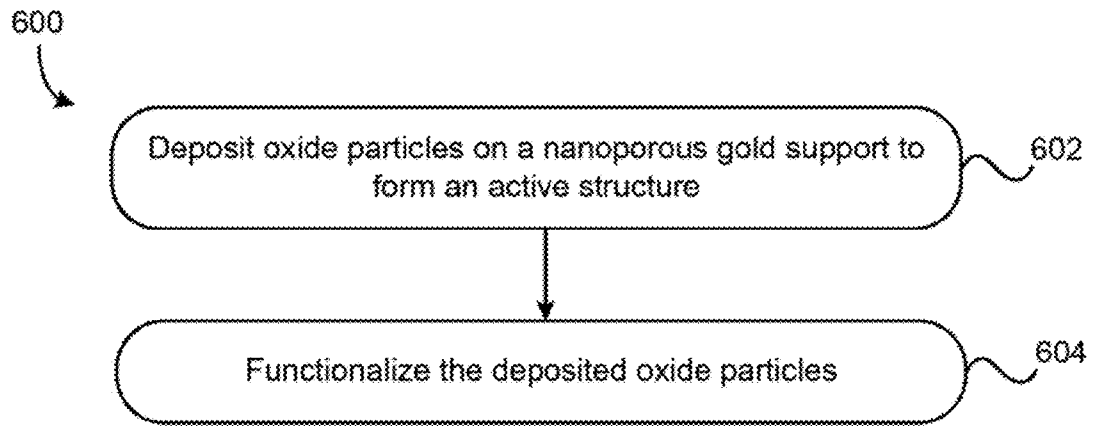 600
Deposit oxide particles on a nanoporous gold support to
form an active structure
602
Functionalize the deposited oxide particles
604